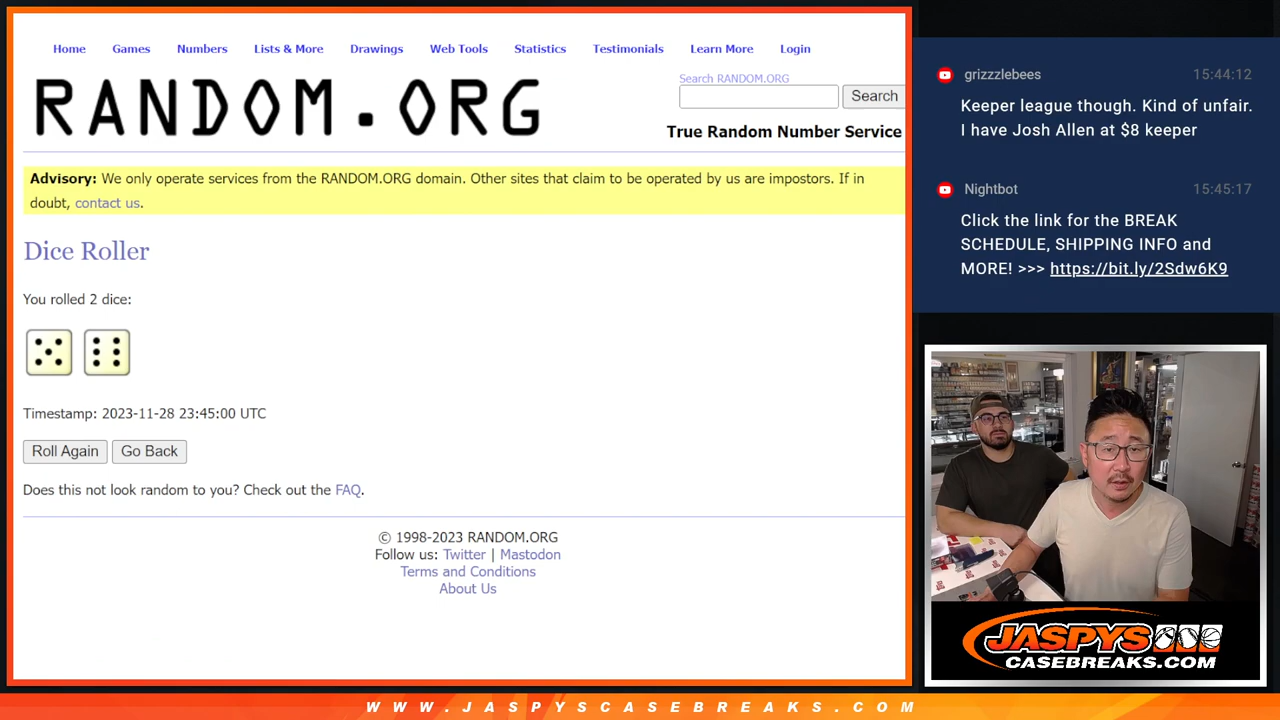 Home Games Numbers Lists & More Drawings Web Tools Statistics Testimonials Learn More Login
RANDOM.ORG
Search RANDOM.ORG
Search
True Random Number Service
Advisory: We only operate services from the RANDOM.ORG domain. Other sites that claim to be operated by us are impostors. If in
doubt, contact us.
Dice Roller
You rolled 2 dice:
Timestamp: 2023-11-28 23:45:00 UTC
Roll Again Go Back
Does this not look random to you? Check out the FAQ.
© 1998-2023 RANDOM.ORG
Follow us: Twitter | Mastodon
Terms and Conditions
About Us
grizzzlebees 15:44:12
Keeper league though. Kind of unfair.
I have Josh Allen at $8 keeper
Nightbot 15:45:17
Click the link for the BREAK
SCHEDULE, SHIPPING INFO and
MORE! >>> https://bit.ly/2Sdw6K9
JASPYS
CASEBREAKS.COM
WWW.JASPYSCASEBREAKS.COM